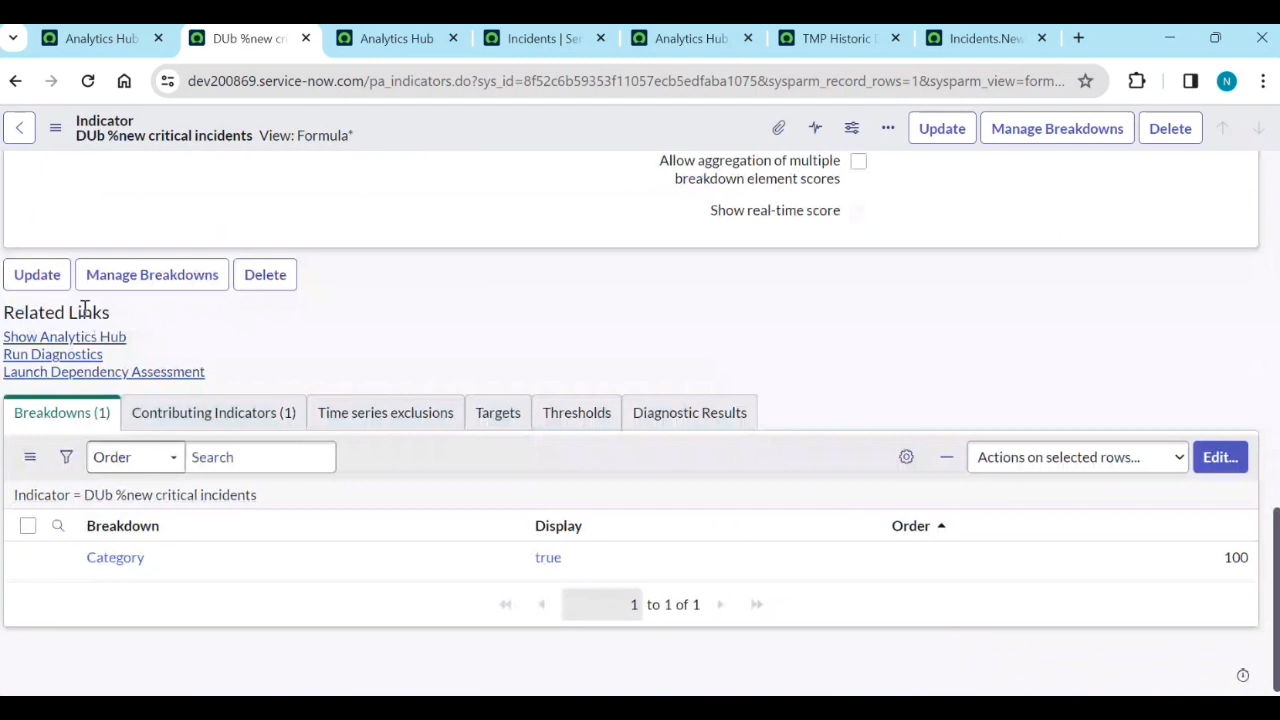 Analytics Hub
DUb %new cri
Analytics Hub
Incidents | Ser
Analytics Hub
TMP Historic D
Incidents.New
dev200869.service-now.com/pa_indicators.do?sys_id=8f52c6b59353f11057ecb5edfaba1075&sysparm_record_rows=1&sysparm_view=form...
N
Indicator
DUb %new critical incidents View: Formula*
Update
Manage Breakdowns
Delete
Allow aggregation of multiple
breakdown element scores
Show real-time score
Update
Manage Breakdowns
Delete
Related Links
Show Analytics Hub
Run Diagnostics
Launch Dependency Assessment
Breakdowns (1)
Contributing Indicators (1)
Time series exclusions
Targets
Thresholds
Diagnostic Results
Order
Search
Actions on selected rows...
Edit...
Indicator = DUb %new critical incidents
Breakdown
Display
Order
Category
true
100
1 to 1 of 1